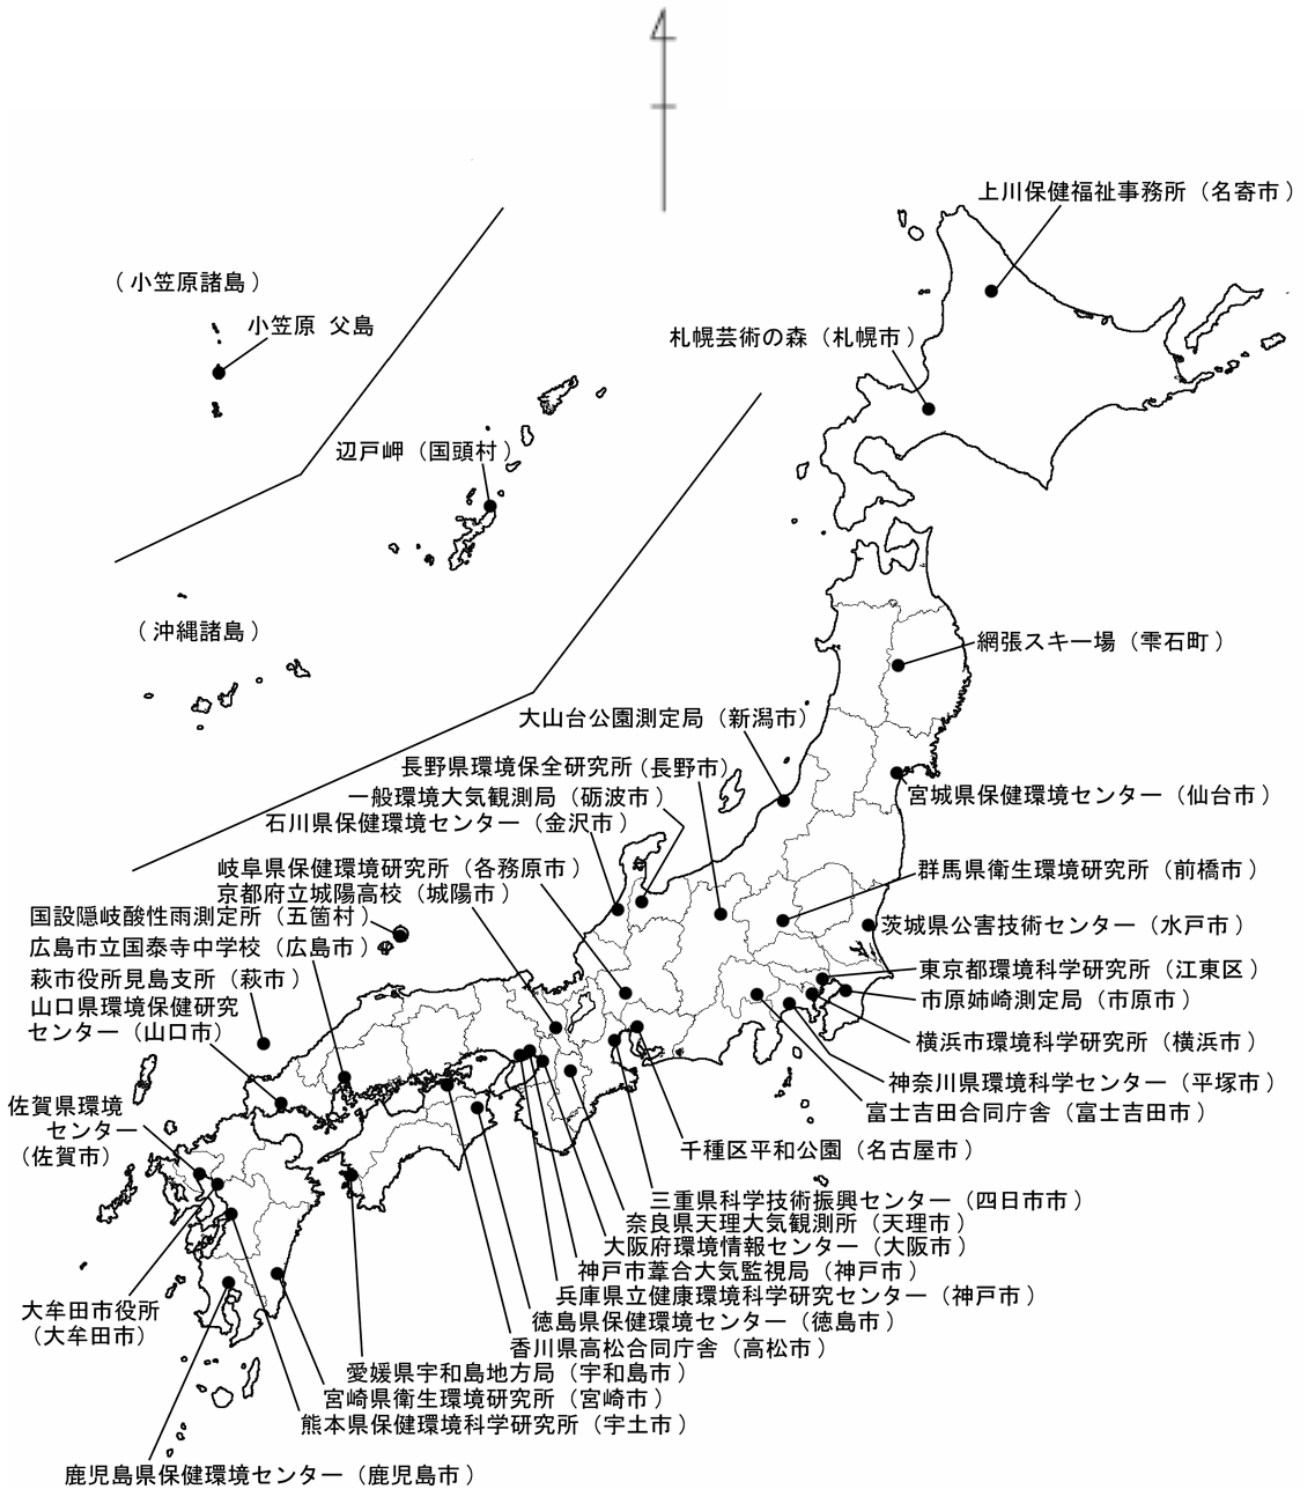 上川保健福祉事務所（名寄市）
（小笠原諸島）
小笠原 父島
札幌芸術の森（札幌市）
辺戸岬（国頭村）
（沖縄諸島）
網張スキー場（雫石町）
大山台公園測定局（新潟市）
長野県環境保全研究所（長野市）
一般環境大気観測局（砺波市）
宮城県保健環境センター（仙台市）
石川県保健環境センター（金沢市）
岐阜県保健環境研究所（各務原市）
群馬県衛生環境研究所（前橋市）
京都府立城陽高校（城陽市）
国設隠岐酸性雨測定所（五箇村）
茨城県公害技術センター（水戸市）
広島市立国泰寺中学校（広島市）
東京都環境科学研究所（江東区）
萩市役所見島支所（萩市）
市原姉崎測定局（市原市）
山口県環境保健研究
センター（山口市）
横浜市環境科学研究所（横浜市）
神奈川県環境科学センター（平塚市）
佐賀県環境
センター
（佐賀市）
富士吉田合同庁舎（富士吉田市）
千種区平和公園（名古屋市）
三重県科学技術振興センター（四日市市）
奈良県天理大気観測所（天理市）
大阪府環境情報センター（大阪市）
神戸市葺合大気監視局（神戸市）
兵庫県立健康環境科学研究センター（神戸市）
大牟田市役所
（大牟田市）
徳島県保健環境センター（徳島市）
香川県高松合同庁舎（高松市）
愛媛県宇和島地方局（宇和島市）
宮崎県衛生環境研究所（宮崎市）
熊本県保健環境科学研究所（宇土市）
鹿児島県保健環境センター（鹿児島市）